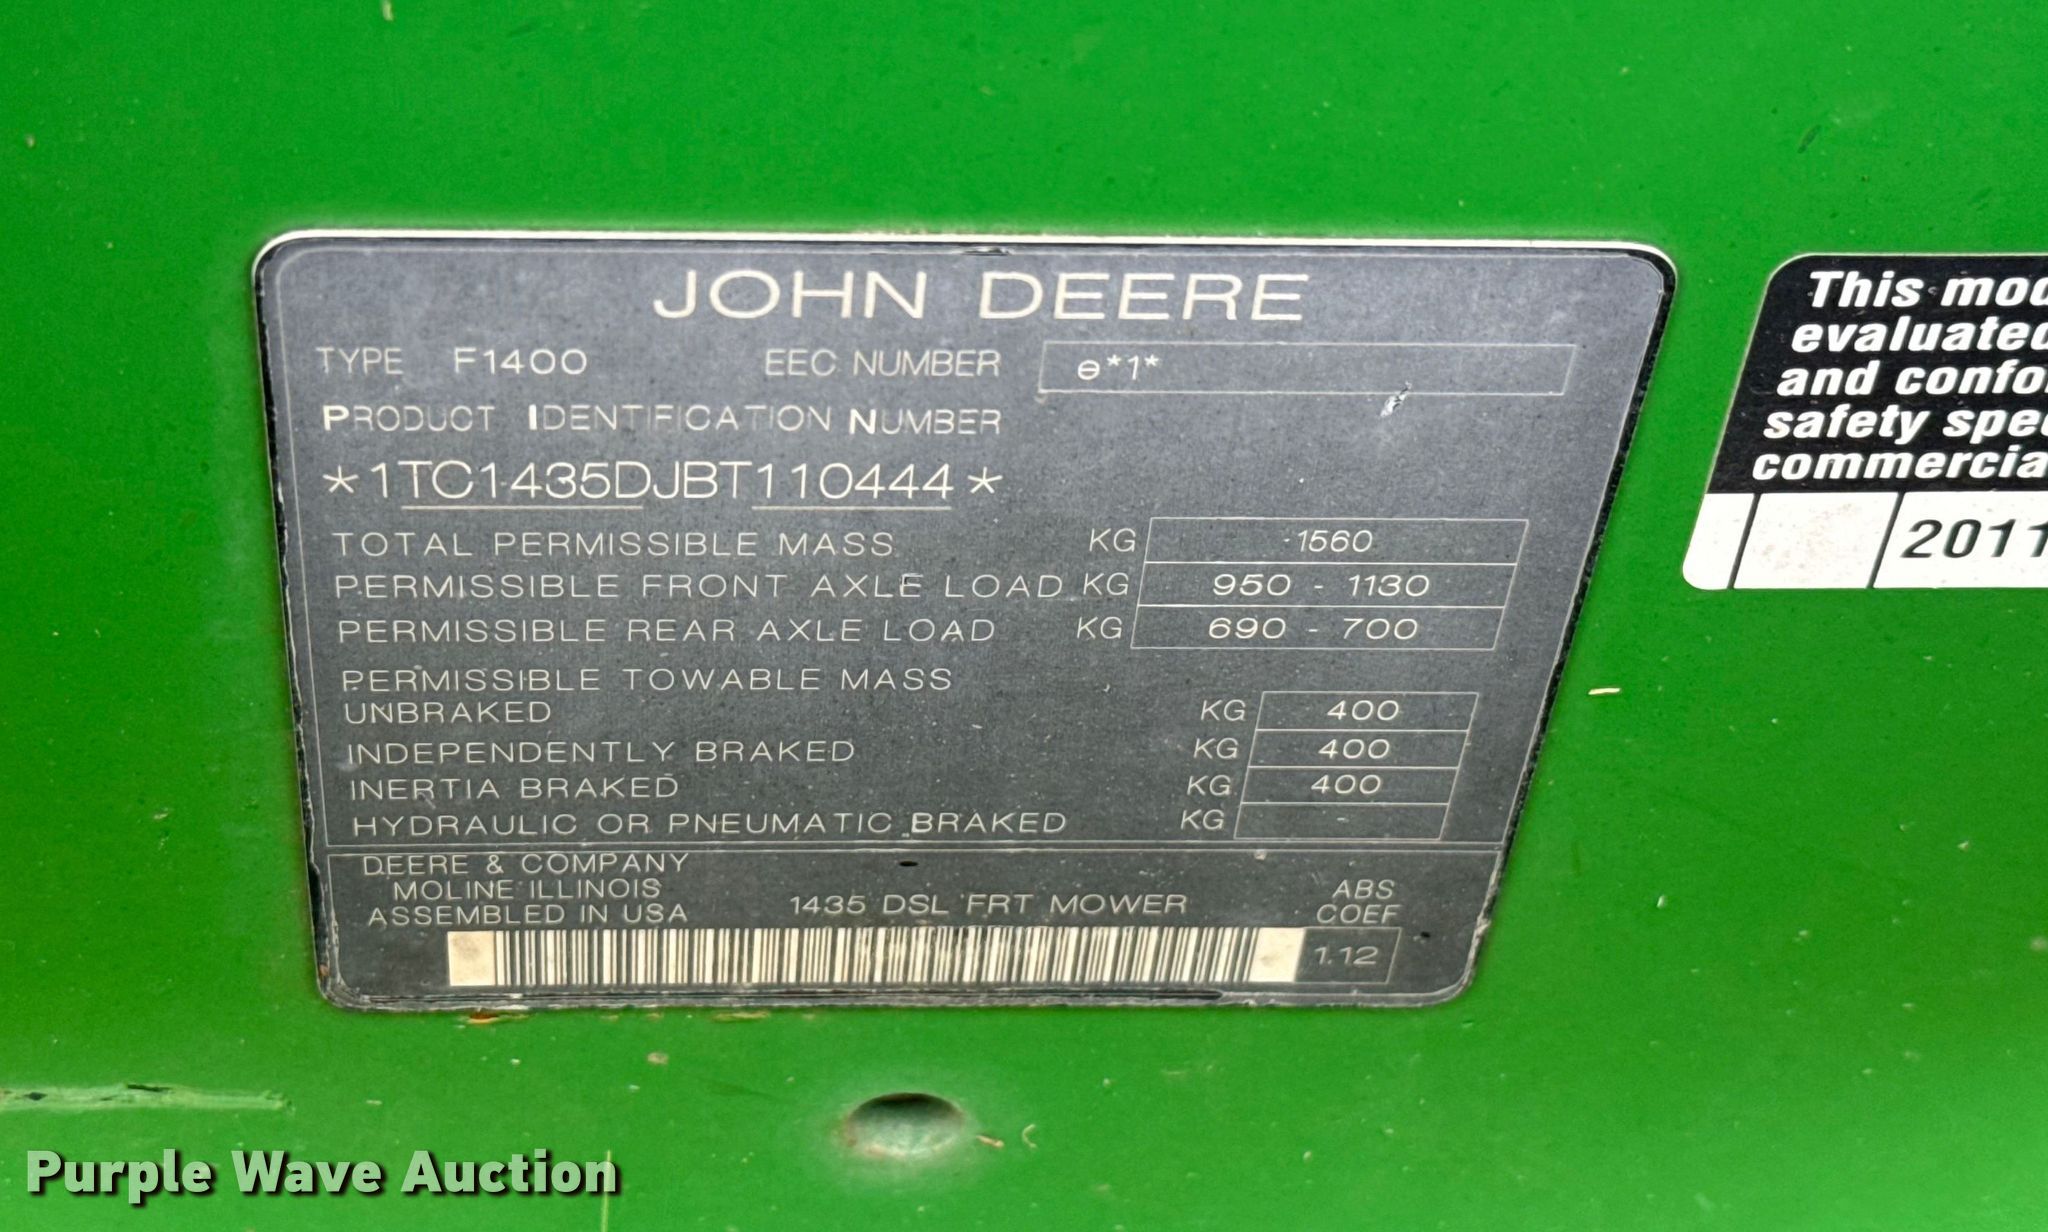 JOHN DEERE
TYPE F1400 EEC NUMBER e*1*
PRODUCT IDENTIFICATION NUMBER
*1TC1435DJBT110444*
TOTAL PERMISSIBLE MASS KG 1560
PERMISSIBLE FRONT AXLE LOAD KG 950 - 1130
PERMISSIBLE REAR AXLE LOAD KG 690 - 700
PERMISSIBLE TOWABLE MASS
UNBRAKED KG 400
INDEPENDENTLY BRAKED KG 400
INERTIA BRAKED KG 400
HYDRAULIC OR PNEUMATIC BRAKED KG -
DEERE & COMPANY
MOLINE ILLINOIS
ASSEMBLED IN USA
1435 DSL FRT MOWER
ABS
COEF
1.12
This mod
evaluated
and confo
safety spe
commercia
2011
Purple Wave Auction